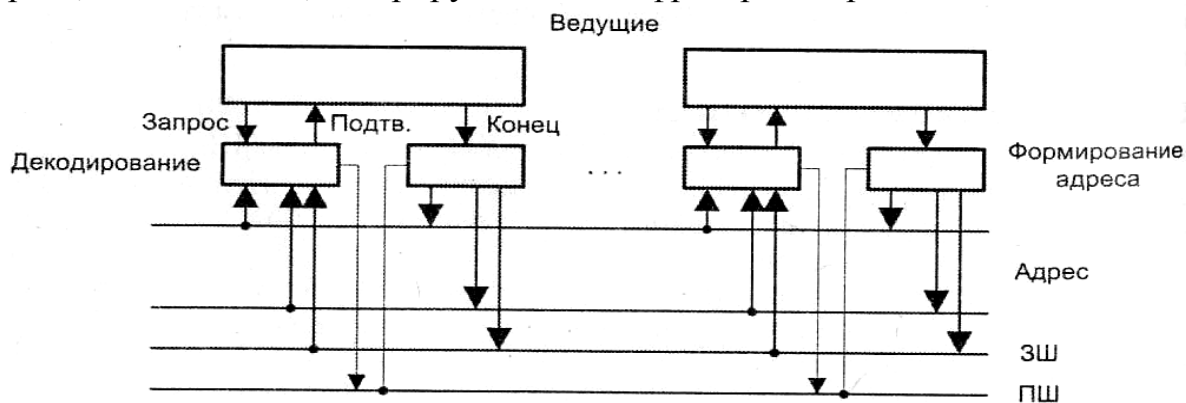 Ведущие
Запрос
Подтв.
Конец
Декодирование
. . .
Формирование
адреса
Адрес
ЗШ
ПШ